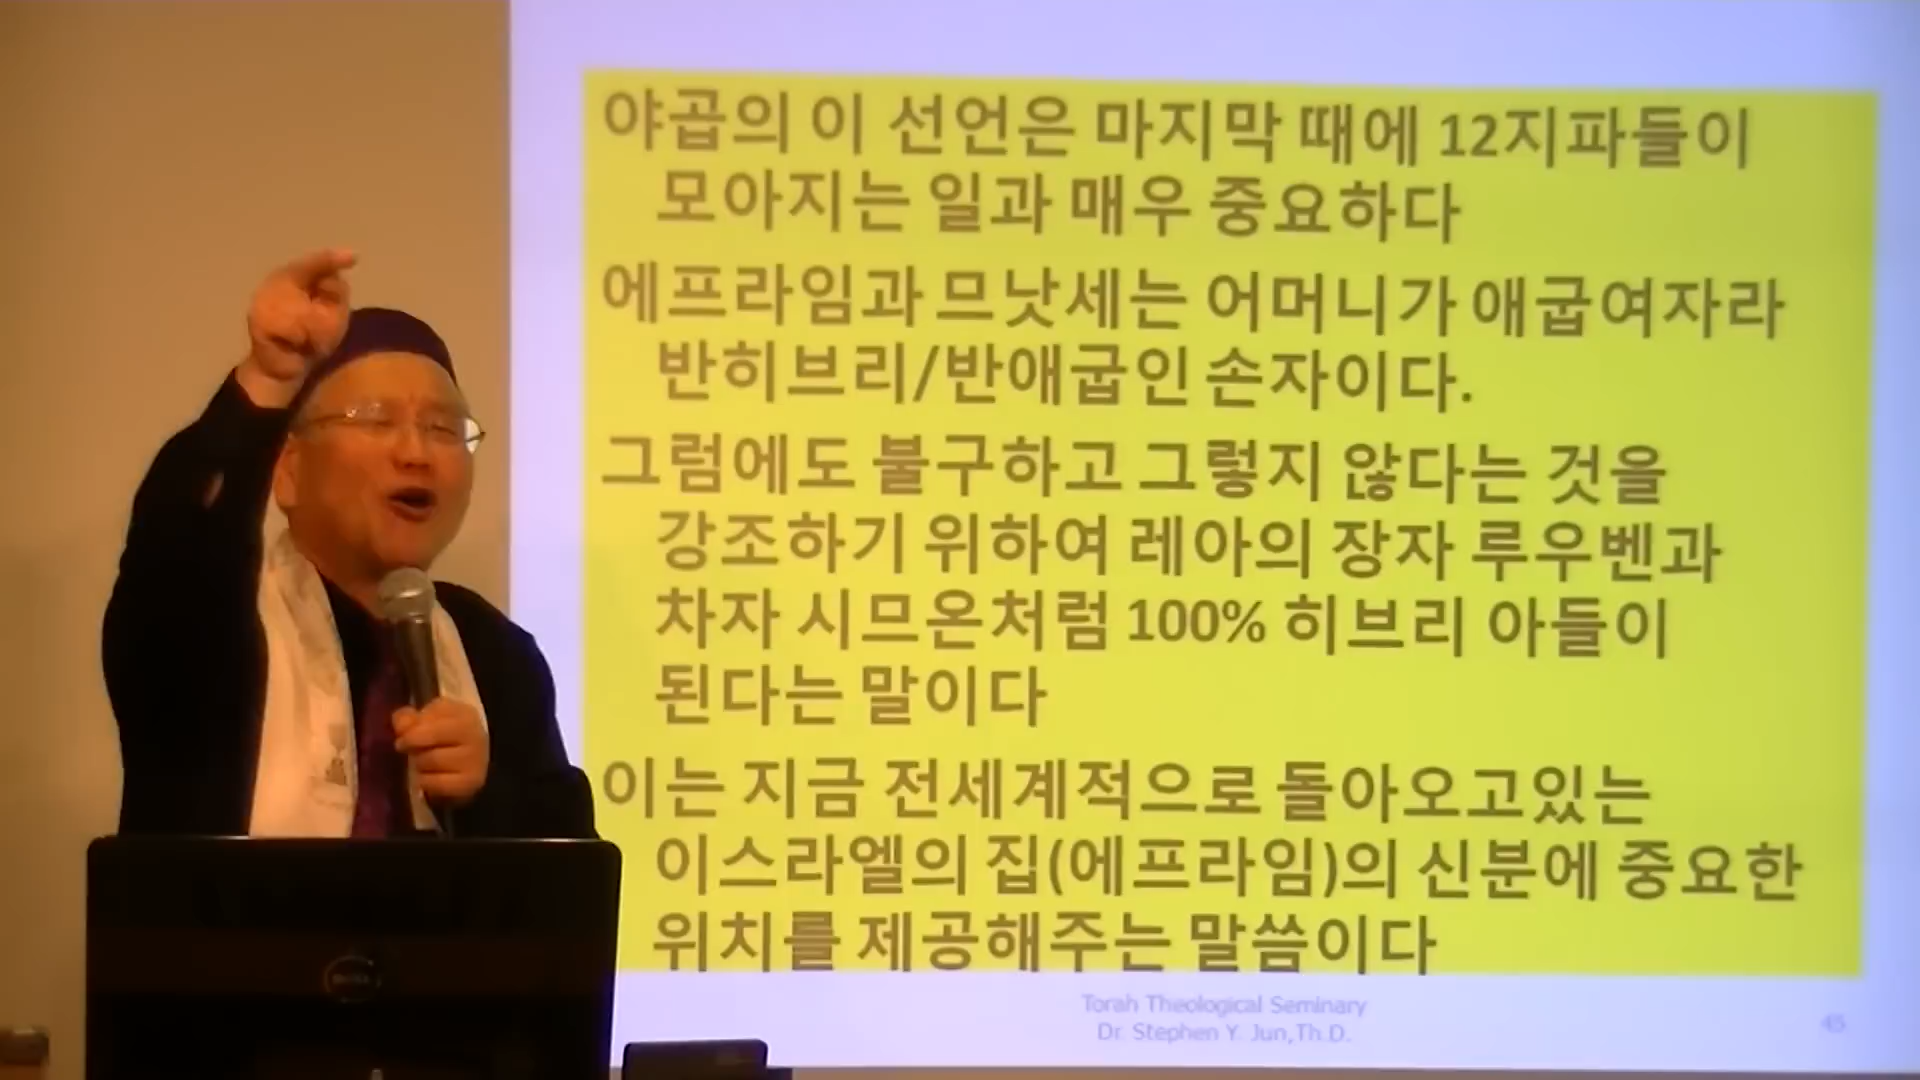 야곱의 이 선언은 마지막 때에 12지파들이
모아지는 일과 매우 중요하다
에프라임과 므낫세는 어머니가 애굽여자라
반히브리/반애굽인 손자이다.
그럼에도 불구하고 그렇지 않다는 것을
강조하기 위하여 레아의 장자 루우벤과
차자 시므온처럼 100% 히브리 아들이
된다는 말이다
이는 지금 전세계적으로 돌아오고있는
이스라엘의 집(에프라임)의 신분에 중요한
위치를 제공해주는 말씀이다
Torah Theological Seminary
Dr. Stephen Y. Jun,Th.D.
45